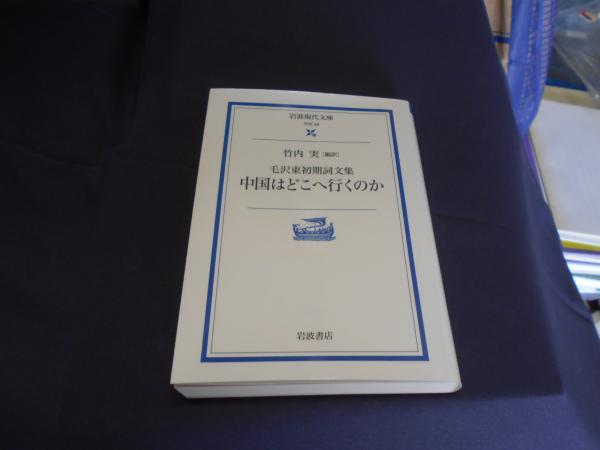 岩波現代文庫
竹内 実 [編訳]
毛沢東初期詞文集
中国はどこへ行くのか
岩波書店